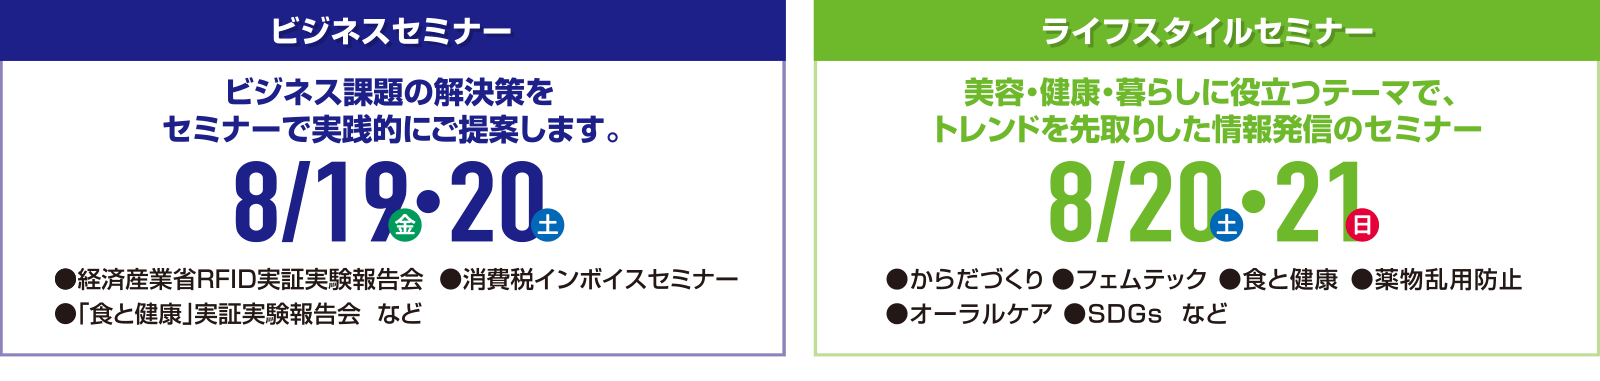 ビジネスセミナー
ビジネス課題の解決策を
セミナーで実践的にご提案します。
8/19金・20土
●経済産業省RFID実証実験報告会 ●消費税インボイスセミナー
●「食と健康」実証実験報告会 など
ライフスタイルセミナー
美容・健康・暮らしに役立つテーマで、
トレンドを先取りした情報発信のセミナー
8/20土・21日
●からだづくり ●フェムテック ●食と健康 ●薬物乱用防止
●オーラルケア ●SDGs など